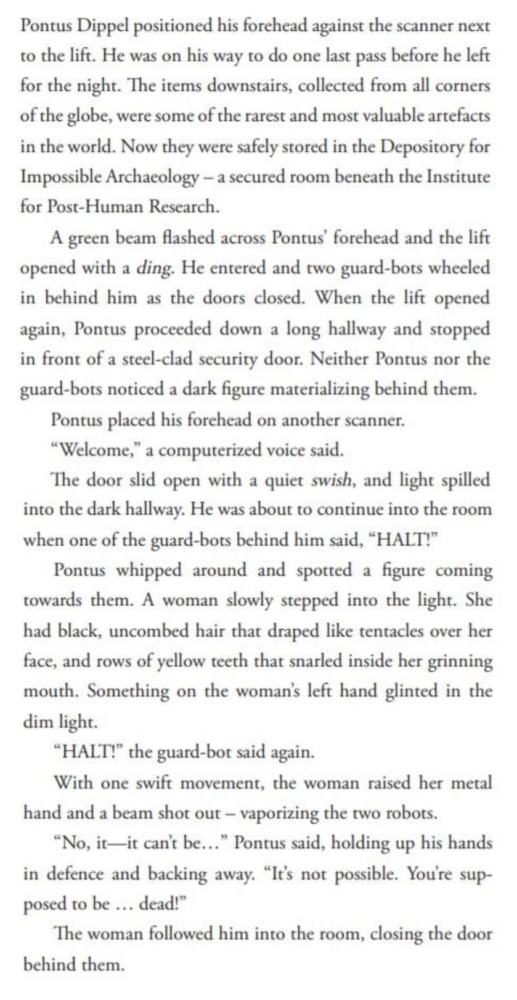 Pontus Dippel positioned his forehead against the scanner next
to the lift. He was on his way to do one last pass before he left
for the night. The items downstairs, collected from all corners
of the globe, were some of the rarest and most valuable artefacts
in the world. Now they were safely stored in the Depository for
Impossible Archaeology – a secured room beneath the Institute
for Post-Human Research.
A green beam flashed across Pontus’ forehead and the lift
opened with a ding. He entered and two guard-bots wheeled
in behind him as the doors closed. When the lift opened
again, Pontus proceeded down a long hallway and stopped
in front of a steel-clad security door. Neither Pontus nor the
guard-bots noticed a dark figure materializing behind them.
Pontus placed his forehead on another scanner.
“Welcome,” a computerized voice said.
The door slid open with a quiet swish, and light spilled
into the dark hallway. He was about to continue into the room
when one of the guard-bots behind him said, “HALT!”
Pontus whipped around and spotted a figure coming
towards them. A woman slowly stepped into the light. She
had black, uncombed hair that draped like tentacles over her
face, and rows of yellow teeth that snarled inside her grinning
mouth. Something on the woman’s left hand glinted in the
dim light.
“HALT!” the guard-bot said again.
With one swift movement, the woman raised her metal
hand and a beam shot out – vaporizing the two robots.
“No, it—it can’t be…” Pontus said, holding up his hands
in defence and backing away. “It’s not possible. You’re sup-
posed to be … dead!”
The woman followed him into the room, closing the door
behind them.